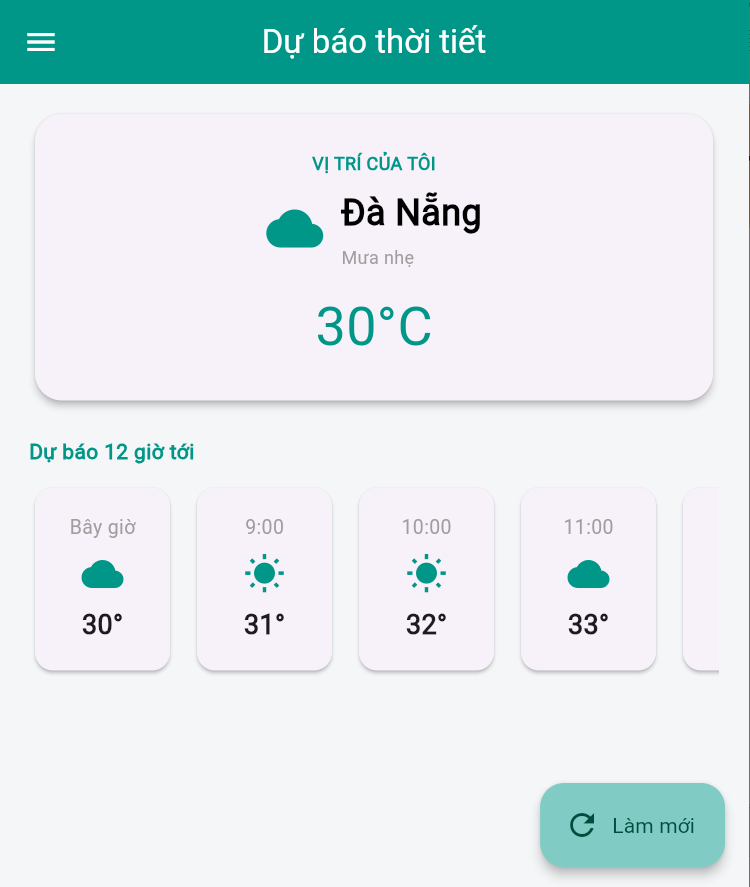 Dự báo thời tiết
VỊ TRÍ CỦA TÔI
Đà Nẵng
Mưa nhẹ
30°C
Dự báo 12 giờ tới
Bây giờ 9:00 10:00 11:00
30° 31° 32° 33°
Làm mới